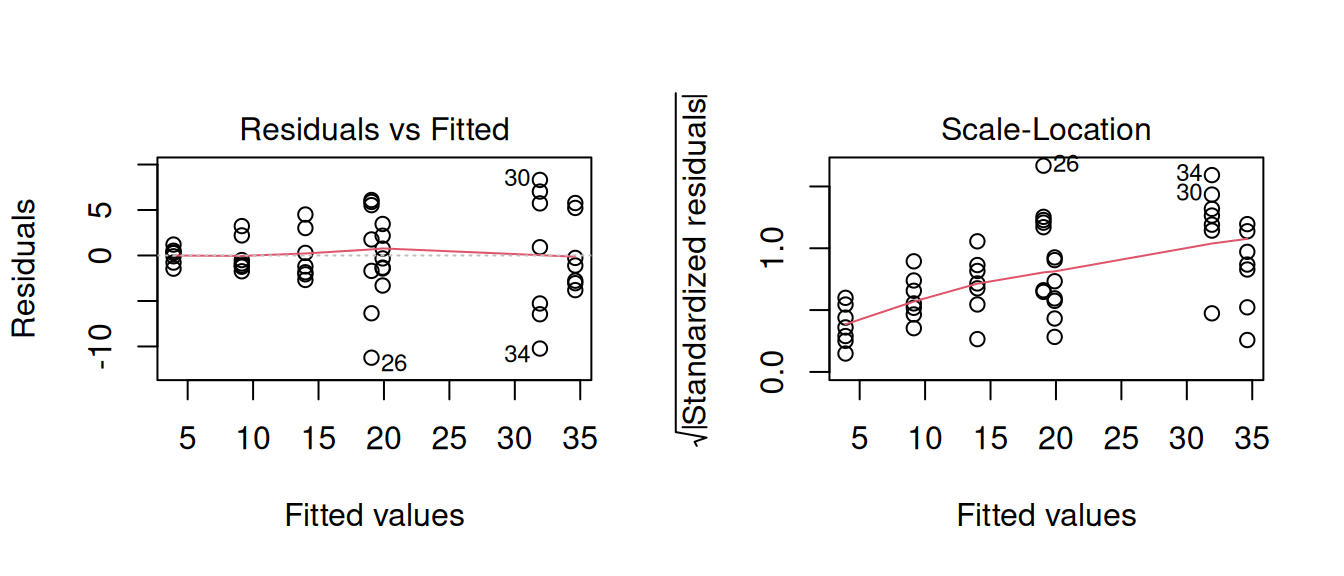 Residuals vs Fitted
Residuals
5
0
-10
30
34
26
5 10 15 20 25 30 35
Fitted values
Scale-Location
√|Standardized residuals|
1.0
0.0
26
34
30
5 10 15 20 25 30 35
Fitted values